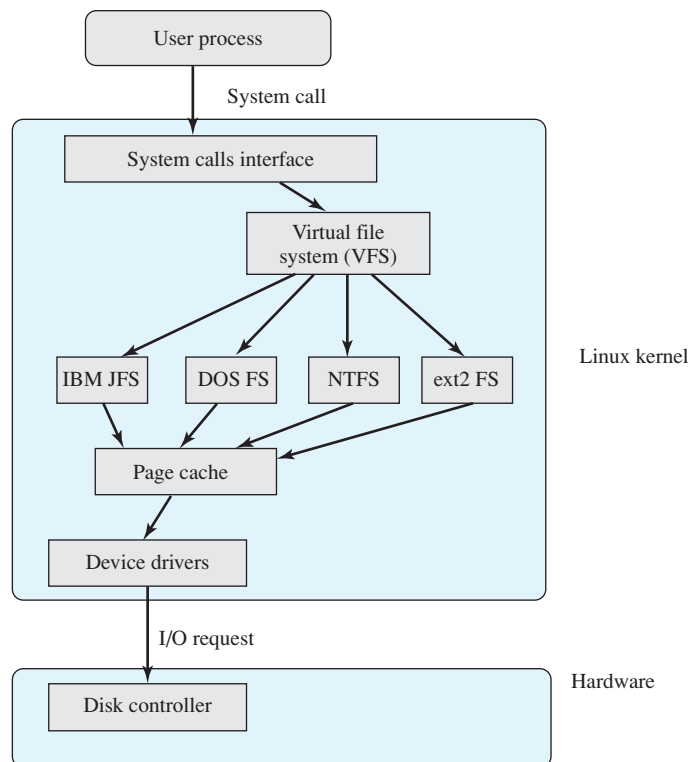 User process
System call
System calls interface
Virtual file
system (VFS)
IBM JFS
DOS FS
NTFS
ext2 FS
Linux kernel
Page cache
Device drivers
I/O request
Hardware
Disk controller